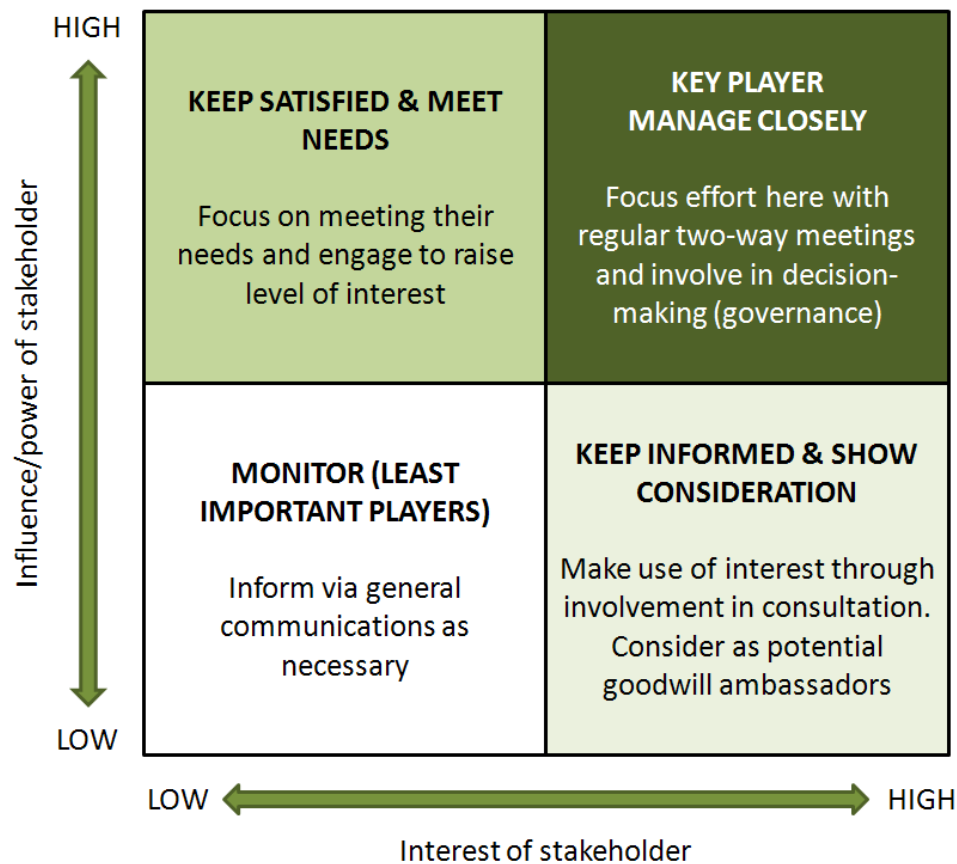 HIGH
KEEP SATISFIED & MEET
NEEDS
Focus on meeting their
needs and engage to raise
level of interest
KEY PLAYER
MANAGE CLOSELY
Focus effort here with
regular two-way meetings
and involve in decision-
making (governance)
Influence/power of stakeholder
MONITOR (LEAST
IMPORTANT PLAYERS)
Inform via general
communications as
necessary
KEEP INFORMED & SHOW
CONSIDERATION
Make use of interest through
involvement in consultation.
Consider as potential
goodwill ambassadors
LOW
LOW
HIGH
Interest of stakeholder